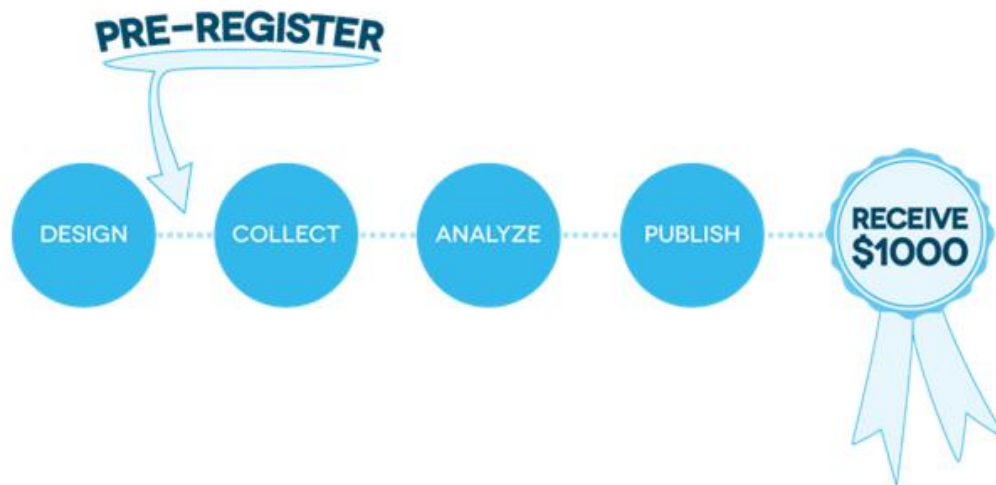 PRE-REGISTER
DESIGN
COLLECT
ANALYZE
PUBLISH
RECEIVE
$1000